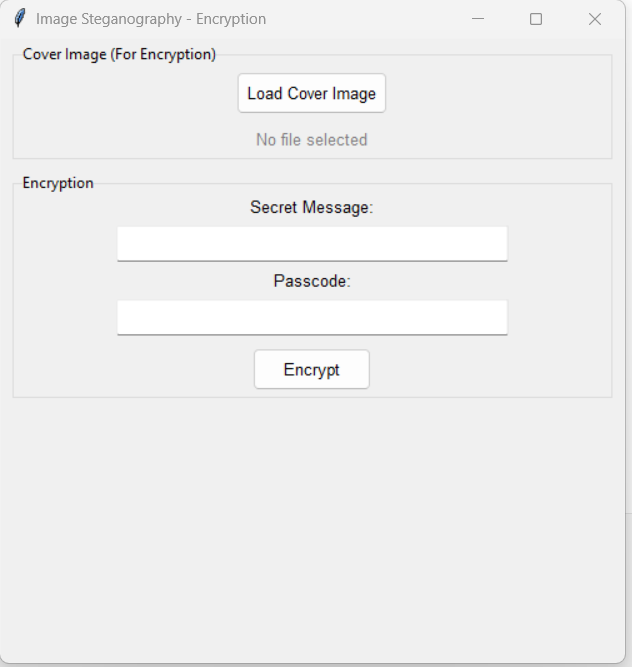 Image Steganography - Encryption
Cover Image (For Encryption)
Load Cover Image
No file selected
Encryption
Secret Message:
Passcode:
Encrypt